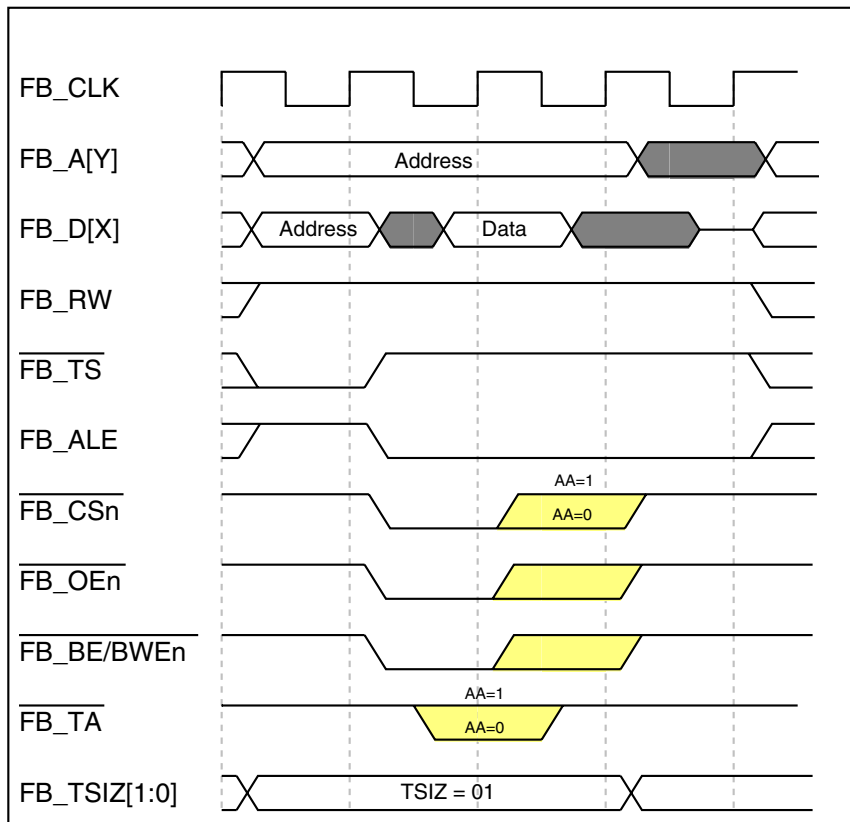 FB_CLK
FB_A[Y]
Address
FB_D[X]
Address
Data
FB_RW
FB_TS
FB_ALE
AA=1
FB_CSn
AA=0
FB_OEn
FB_BE/BWEn
AA=1
FB_TA
AA=0
FB_TSIZ[1:0]
TSIZ = 01